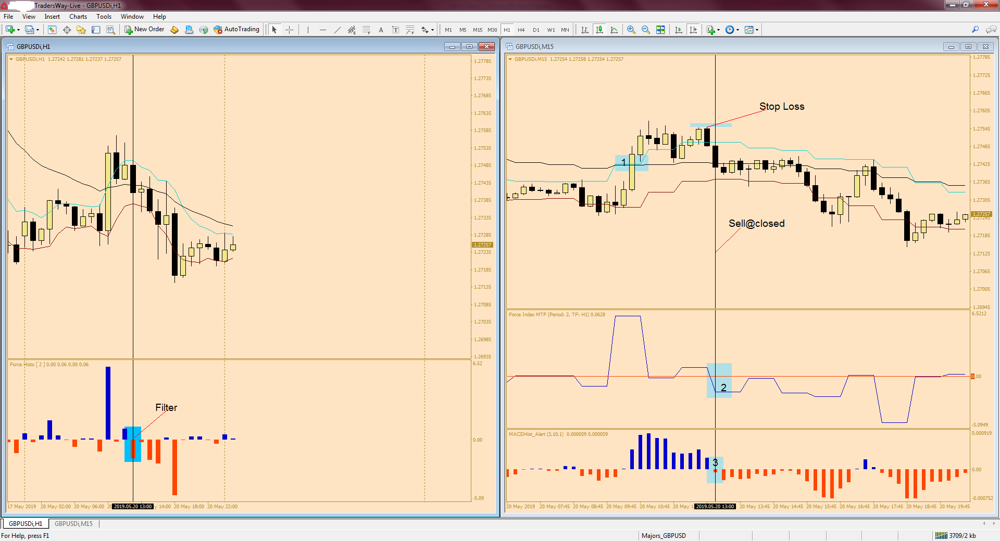 TradersWay-Live - GBPUSDi,H1
File View Insert Charts Tools Window Help
New Order AutoTrading A T M1 M5 M15 M30 H1 H4 D1 W1 MN
GBPUSDi,H1
GBPUSDi,H1 1.27242 1.27281 1.27237 1.27257
1.27785
1.27735
1.27685
1.27635
1.27585
1.27535
1.27485
1.27435
1.27385
1.27335
1.27285
1.27257
1.27235
1.27185
1.27135
1.27085
1.27035
1.26985
1.26935
Force Histo [ 2 ] 0.00 0.06 0.00 0.06
6.52
Filter
0.00
-5.09
17 May 2019 20 May 02:00 20 May 06:00 2019.05.20 13:00 14:00 20 May 18:00 20 May 22:00
GBPUSDi,M15
GBPUSDi,M15 1.27254 1.27258 1.27254 1.27257
1.27785
1.27725
1.27665
Stop Loss
1.27605
1.27545
1.27485
1
1.27425
1.27365
1.27305
1.27257
1.27245
Sell@closed
1.27185
1.27125
1.27065
1.27005
1.26945
Force Index MTF (Period: 2, TF: H1) 0.0628
6.5212
0.00
2
-5.0949
MACDHist_Alert (3,10,1) 0.000059 0.000059
0.000919
3
0.00
-0.000752
20 May 2019 20 May 07:45 20 May 08:45 20 May 09:45 20 May 10:45 20 May 1 2019.05.20 13:00 20 May 13:45 20 May 14:45 20 May 15:45 20 May 16:45 20 May 17:45 20 May 18:45 20 May 19:45
GBPUSDi,H1 GBPUSDi,M15
For Help, press F1 Majors_GBPUSD 3709/2 kb